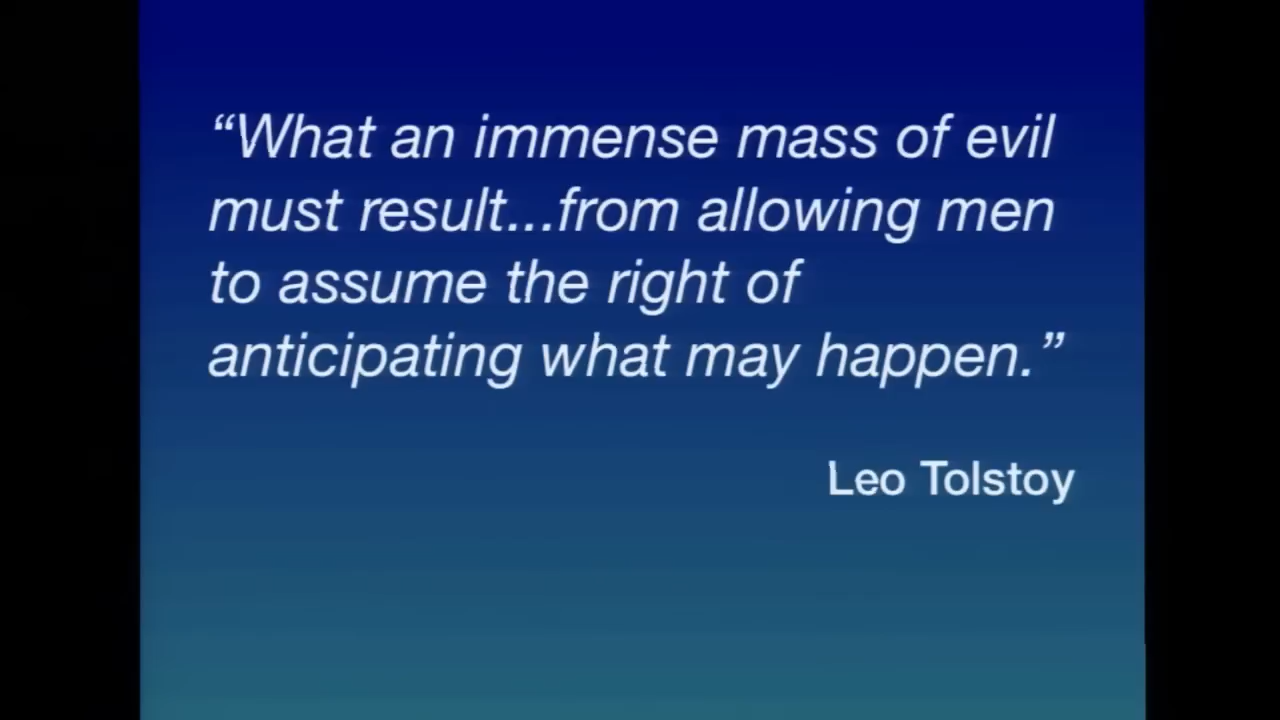 “What an immense mass of evil
must result...from allowing men
to assume the right of
anticipating what may happen.”
Leo Tolstoy